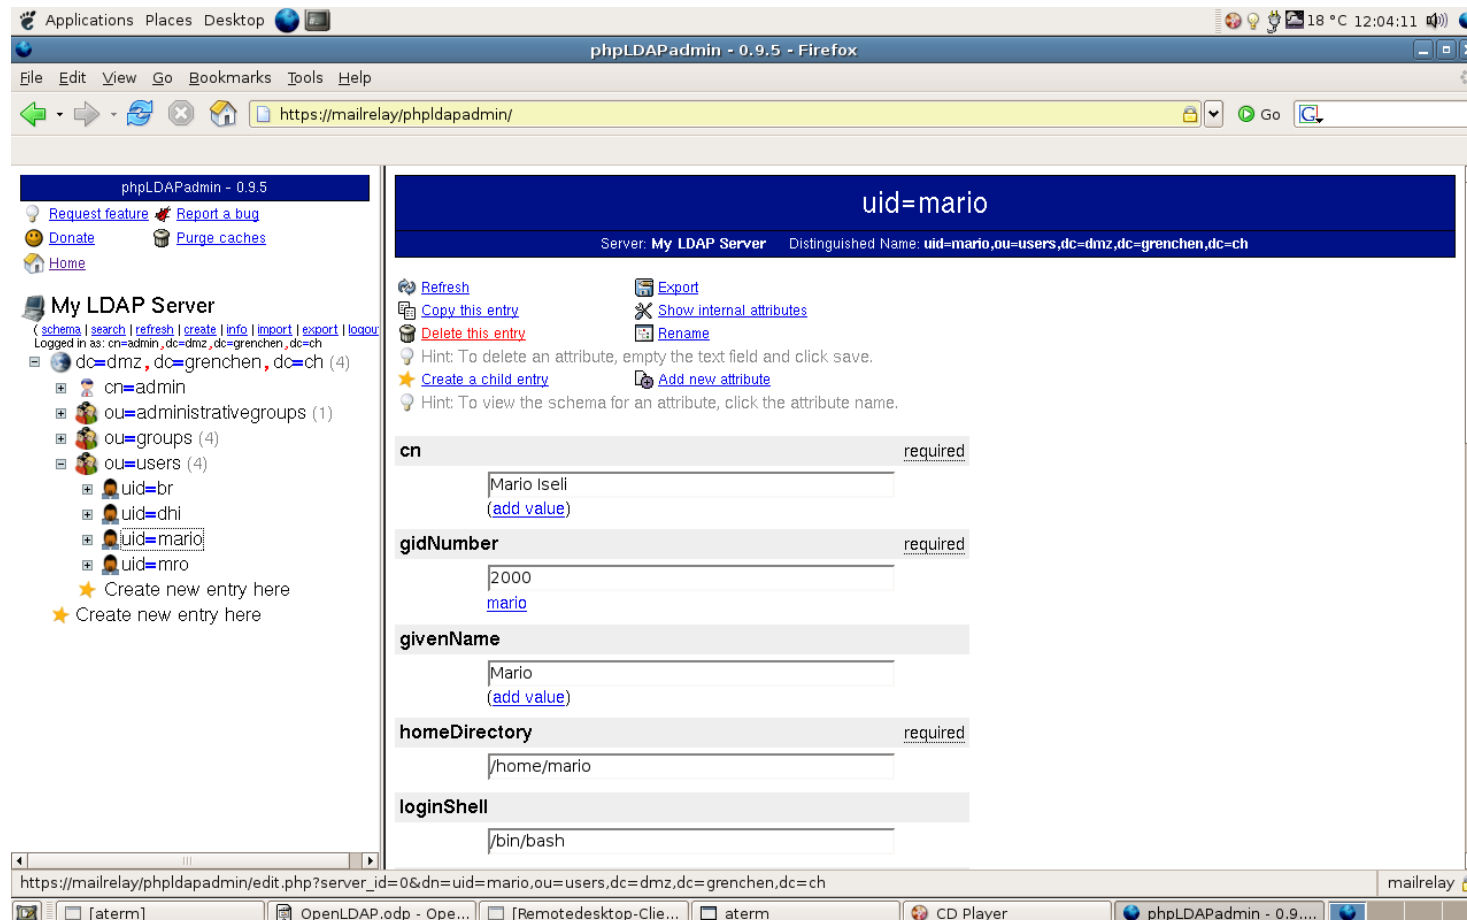 Applications Places Desktop 18 °C 12:04:11
phpLDAPadmin - 0.9.5 - Firefox
File Edit View Go Bookmarks Tools Help
https://mailrelay/phpldapadmin/ Go G
phpLDAPadmin - 0.9.5
Request feature Report a bug
Donate Purge caches
Home
My LDAP Server
( schema | search | refresh | create | info | import | export | logou
Logged in as: cn=admin,dc=dmz,dc=grenchen,dc=ch
dc=dmz,dc=grenchen,dc=ch (4)
cn=admin
ou=administrativegroups (1)
ou=groups (4)
ou=users (4)
uid=br
uid=dhi
uid=mario
uid=mro
Create new entry here
Create new entry here
uid=mario
Server: My LDAP Server Distinguished Name: uid=mario,ou=users,dc=dmz,dc=grenchen,dc=ch
Refresh Export
Copy this entry Show internal attributes
Delete this entry Rename
Hint: To delete an attribute, empty the text field and click save.
Create a child entry Add new attribute
Hint: To view the schema for an attribute, click the attribute name.
cn required
Mario Iseli
(add value)
gidNumber required
2000
mario
givenName
Mario
(add value)
homeDirectory required
/home/mario
loginShell
/bin/bash
https://mailrelay/phpldapadmin/edit.php?server_id=0&dn=uid=mario,ou=users,dc=dmz,dc=grenchen,dc=ch mailrelay
[aterm] OpenLDAP.odp - Ope... [Remotedesktop-Clie... aterm CD Player phpLDAPadmin - 0.9....